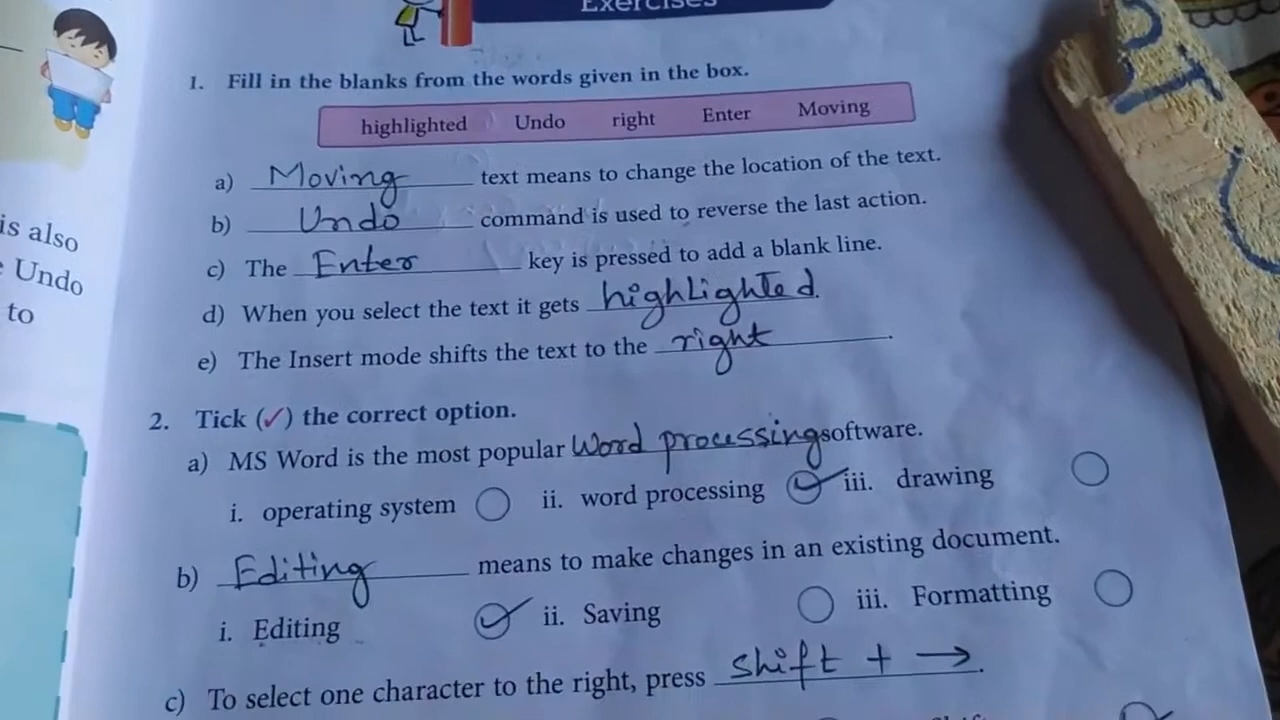 Exercises
1. Fill in the blanks from the words given in the box.
highlighted Undo right Enter Moving
a) Moving text means to change the location of the text.
b) Undo command is used to reverse the last action.
c) The Enter key is pressed to add a blank line.
d) When you select the text it gets highlighted.
e) The Insert mode shifts the text to the right.
is also
Undo
to
2. Tick (✓) the correct option.
a) MS Word is the most popular Word processing software.
i. operating system ii. word processing iii. drawing
b) Editing means to make changes in an existing document.
i. Editing ii. Saving iii. Formatting
c) To select one character to the right, press Shift + →.